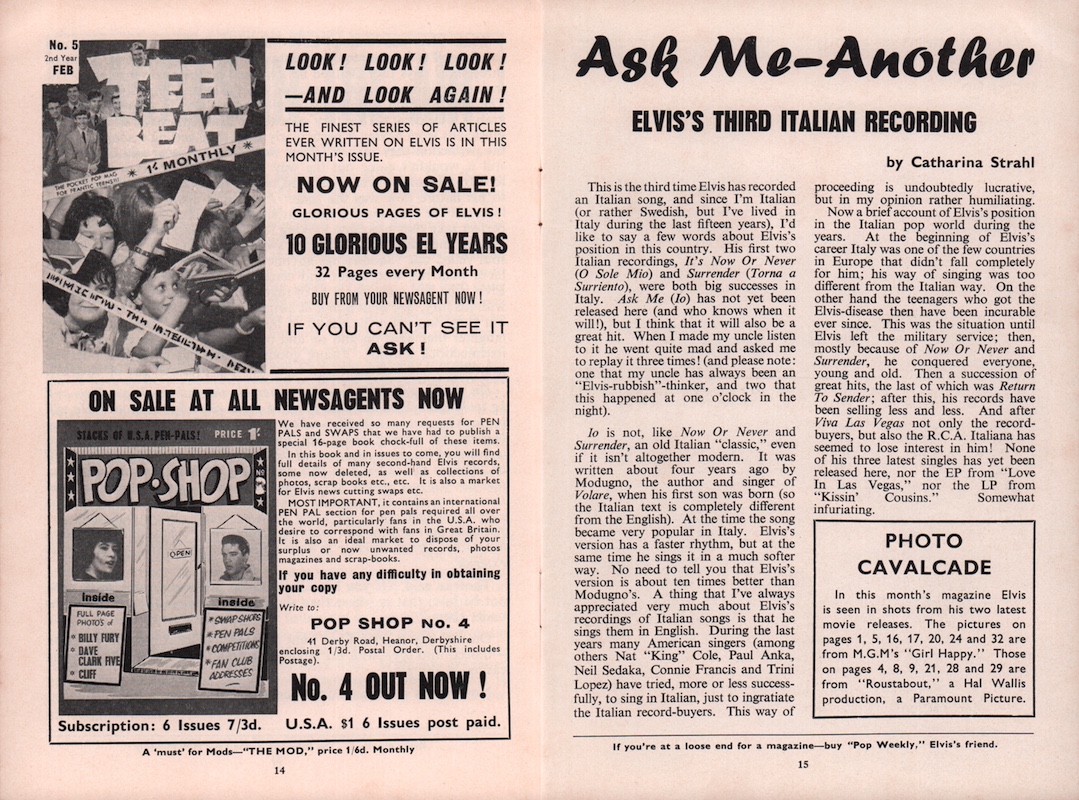 No. 5
2nd Year
FEB
TEEN
BEAT
1/- MONTHLY
THE POCKET POP MAG
FOR FRANTIC TEENS!!!
LOOK! LOOK! LOOK!
—AND LOOK AGAIN!
THE FINEST SERIES OF ARTICLES
EVER WRITTEN ON ELVIS IS IN THIS
MONTH'S ISSUE.
NOW ON SALE!
GLORIOUS PAGES OF ELVIS!
10 GLORIOUS EL YEARS
32 Pages every Month
BUY FROM YOUR NEWSAGENT NOW!
IF YOU CAN'T SEE IT
ASK!
ON SALE AT ALL NEWSAGENTS NOW
STACKS OF U.S.A. PEN-PALS! PRICE 1/-
POP·SHOP
OPEN
Inside
FULL PAGE
PHOTO'S of
BILLY FURY
DAVE
CLARK FIVE
CLIFF
Inside
*SWAP SHOPS
*PEN PALS
*COMPETITIONS
*FAN CLUB
ADDRESSES
We have received so many requests for PEN
PALS and SWAPS that we have had to publish a
special 16-page book chock-full of these items.
In this book and in issues to come, you will find
full details of many second-hand Elvis records,
some now deleted, as well as collections of
photos, scrap books etc., etc. It is also a market
for Elvis news cutting swaps etc.
MOST IMPORTANT, it contains an international
PEN PAL section for pen pals required all over
the world, particularly fans in the U.S.A. who
desire to correspond with fans in Great Britain.
It is also an ideal market to dispose of your
surplus or now unwanted records, photos
magazines and scrap-books.
If you have any difficulty in obtaining
your copy
Write to:
POP SHOP No. 4
41 Derby Road, Heanor, Derbyshire
enclosing 1/3d. Postal Order. (This includes
Postage).
No. 4 OUT NOW!
Subscription: 6 Issues 7/3d. U.S.A. $1 6 Issues post paid.
A 'must' for Mods—"THE MOD," price 1/6d. Monthly
14
Ask Me-Another
ELVIS'S THIRD ITALIAN RECORDING
by Catharina Strahl
This is the third time Elvis has recorded
an Italian song, and since I'm Italian
(or rather Swedish, but I've lived in
Italy during the last fifteen years), I'd
like to say a few words about Elvis's
position in this country. His first two
Italian recordings, It's Now Or Never
(O Sole Mio) and Surrender (Torna a
Surriento), were both big successes in
Italy. Ask Me (Io) has not yet been
released here (and who knows when it
will!), but I think that it will also be a
great hit. When I made my uncle listen
to it he went quite mad and asked me
to replay it three times! (and please note:
one that my uncle has always been an
"Elvis-rubbish"-thinker, and two that
this happened at one o'clock in the
night).
Io is not, like Now Or Never and
Surrender, an old Italian "classic," even
if it isn't altogether modern. It was
written about four years ago by
Modugno, the author and singer of
Volare, when his first son was born (so
the Italian text is completely different
from the English). At the time the song
became very popular in Italy. Elvis's
version has a faster rhythm, but at the
same time he sings it in a much softer
way. No need to tell you that Elvis's
version is about ten times better than
Modugno's. A thing that I've always
appreciated very much about Elvis's
recordings of Italian songs is that he
sings them in English. During the last
years many American singers (among
others Nat "King" Cole, Paul Anka,
Neil Sedaka, Connie Francis and Trini
Lopez) have tried, more or less success-
fully, to sing in Italian, just to ingratiate
the Italian record-buyers. This way of
proceeding is undoubtedly lucrative,
but in my opinion rather humiliating.
Now a brief account of Elvis's position
in the Italian pop world during the
years. At the beginning of Elvis's
career Italy was one of the few countries
in Europe that didn't fall completely
for him; his way of singing was too
different from the Italian way. On the
other hand the teenagers who got the
Elvis-disease then have been incurable
ever since. This was the situation until
Elvis left the military service; then,
mostly because of Now Or Never and
Surrender, he conquered everyone,
young and old. Then a succession of
great hits, the last of which was Return
To Sender; after this, his records have
been selling less and less. And after
Viva Las Vegas not only the record-
buyers, but also the R.C.A. Italiana has
seemed to lose interest in him! None
of his three latest singles has yet been
released here, nor the EP from "Love
In Las Vegas," nor the LP from
"Kissin' Cousins." Somewhat
infuriating.
PHOTO
CAVALCADE
In this month's magazine Elvis
is seen in shots from his two latest
movie releases. The pictures on
pages 1, 5, 16, 17, 20, 24 and 32 are
from M.G.M's "Girl Happy." Those
on pages 4, 8, 9, 21, 28 and 29 are
from "Roustabout," a Hal Wallis
production, a Paramount Picture.
If you're at a loose end for a magazine—buy "Pop Weekly," Elvis's friend.
15